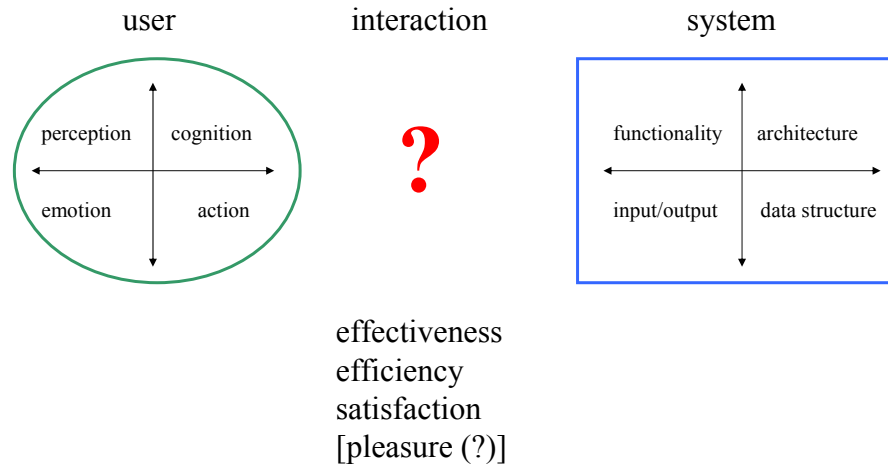 user interaction system
perception cognition ? functionality architecture
emotion action input/output data structure
effectiveness
efficiency
satisfaction
[pleasure (?)]